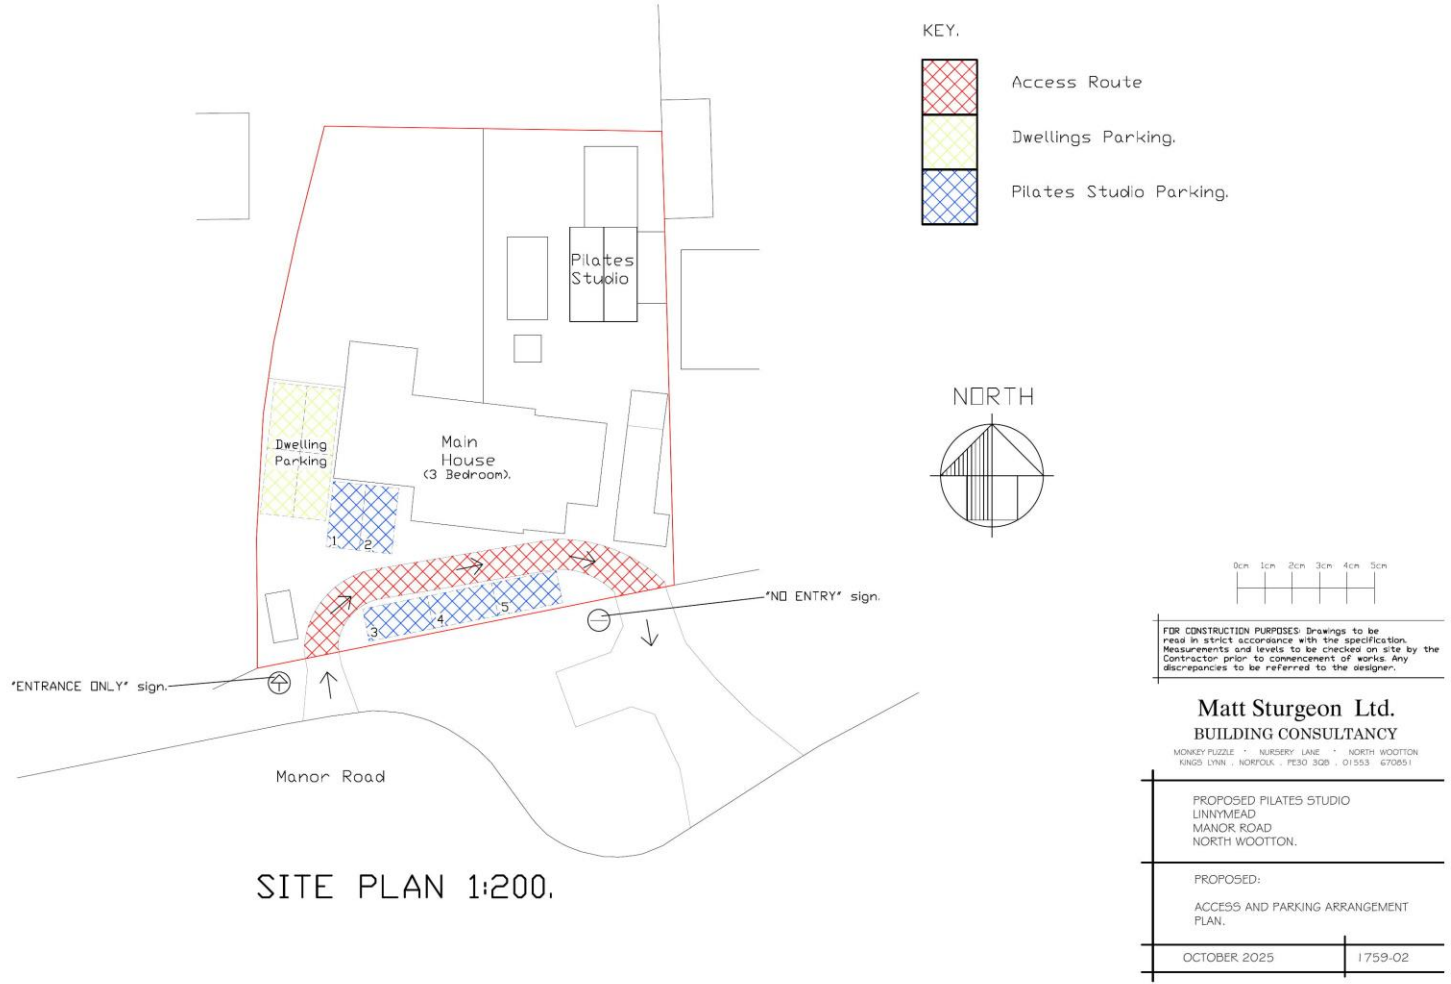 KEY.
Access Route
Dwellings Parking.
Pilates Studio Parking.
Pilates
Studio
NORTH
Dwelling
Parking
Main
House
(3 Bedroom).
1
2
3
4
5
"NO ENTRY" sign.
"ENTRANCE ONLY" sign.
Manor Road
SITE PLAN 1:200.
0cm 1cm 2cm 3cm 4cm 5cm
FOR CONSTRUCTION PURPOSES: Drawings to be
read in strict accordance with the specification.
Measurements and levels to be checked on site by the
Contractor prior to commencement of works. Any
discrepancies to be referred to the designer.
Matt Sturgeon Ltd.
BUILDING CONSULTANCY
MONKEY PUZZLE - NURSERY LANE - NORTH WOOTTON
KINGS LYNN . NORFOLK . PE30 3QB . 01553 670851
PROPOSED PILATES STUDIO
LINNYMEAD
MANOR ROAD
NORTH WOOTTON.
PROPOSED:
ACCESS AND PARKING ARRANGEMENT
PLAN.
OCTOBER 2025
1759-02